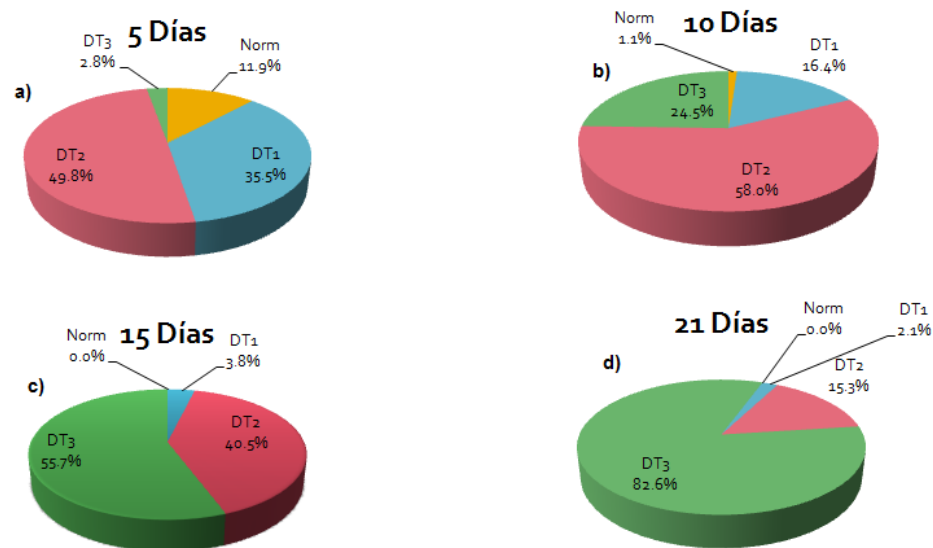 5 Días
DT3
2.8%
Norm
11.9%
a)
DT2
49.8%
DT1
35.5%
10 Días
Norm
1.1%
DT1
16.4%
b)
DT3
24.5%
DT2
58.0%
15 Días
Norm
0.0%
DT1
3.8%
c)
DT3
55.7%
DT2
40.5%
21 Días
Norm
0.0%
DT1
2.1%
d)
DT2
15.3%
DT3
82.6%